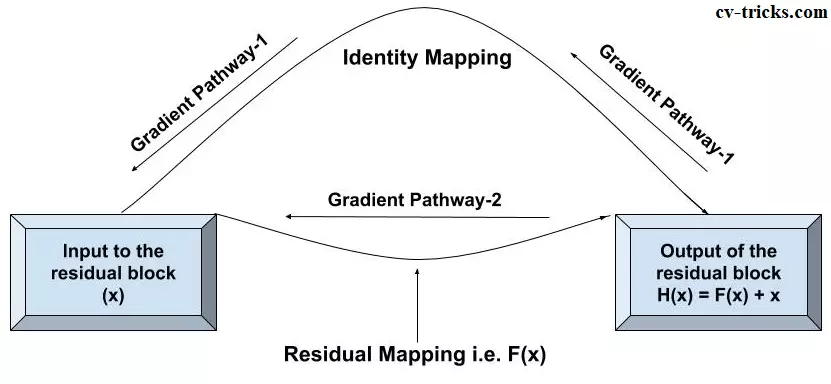 cv-tricks.com
Identity Mapping
Gradient Pathway-1
Gradient Pathway-1
Gradient Pathway-2
Input to the
residual block
(x)
Output of the
residual block
H(x) = F(x) + x
Residual Mapping i.e. F(x)